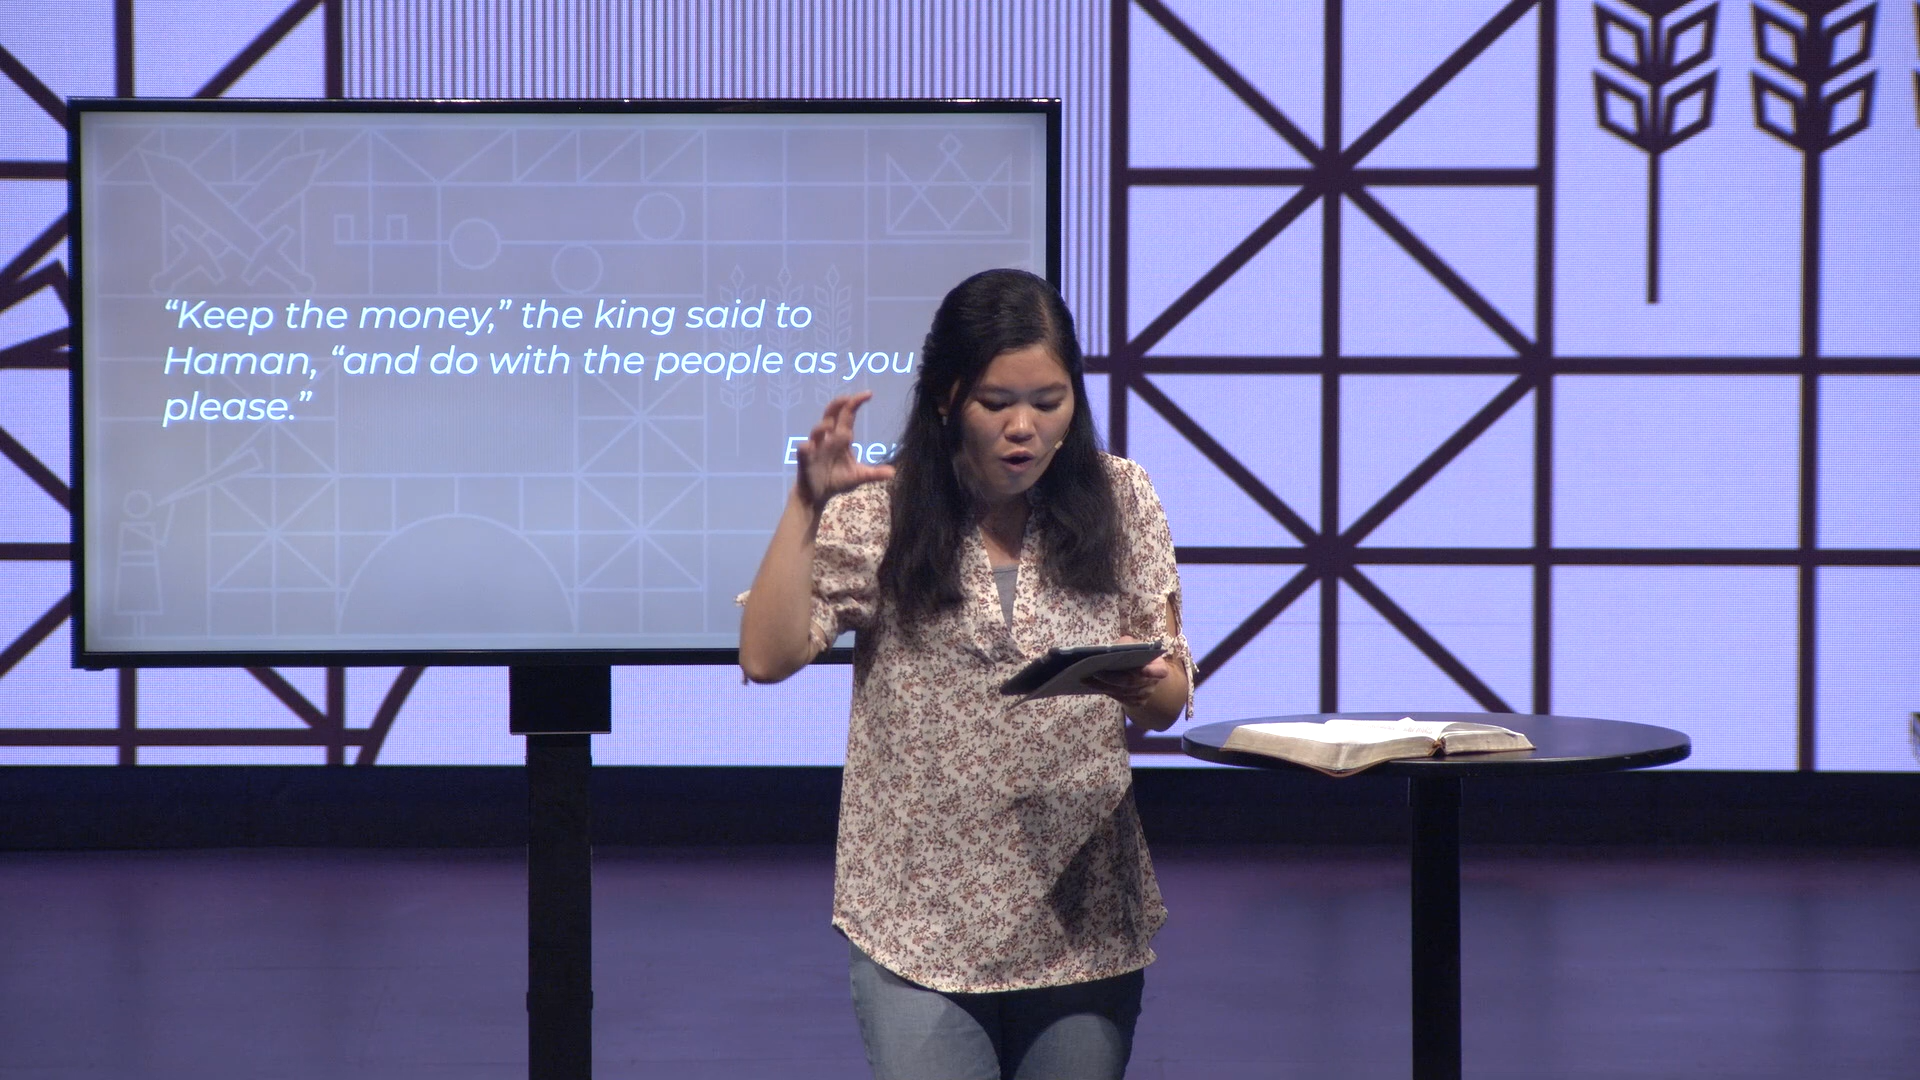 “Keep the money,” the king said to
Haman, “and do with the people as you
please.”